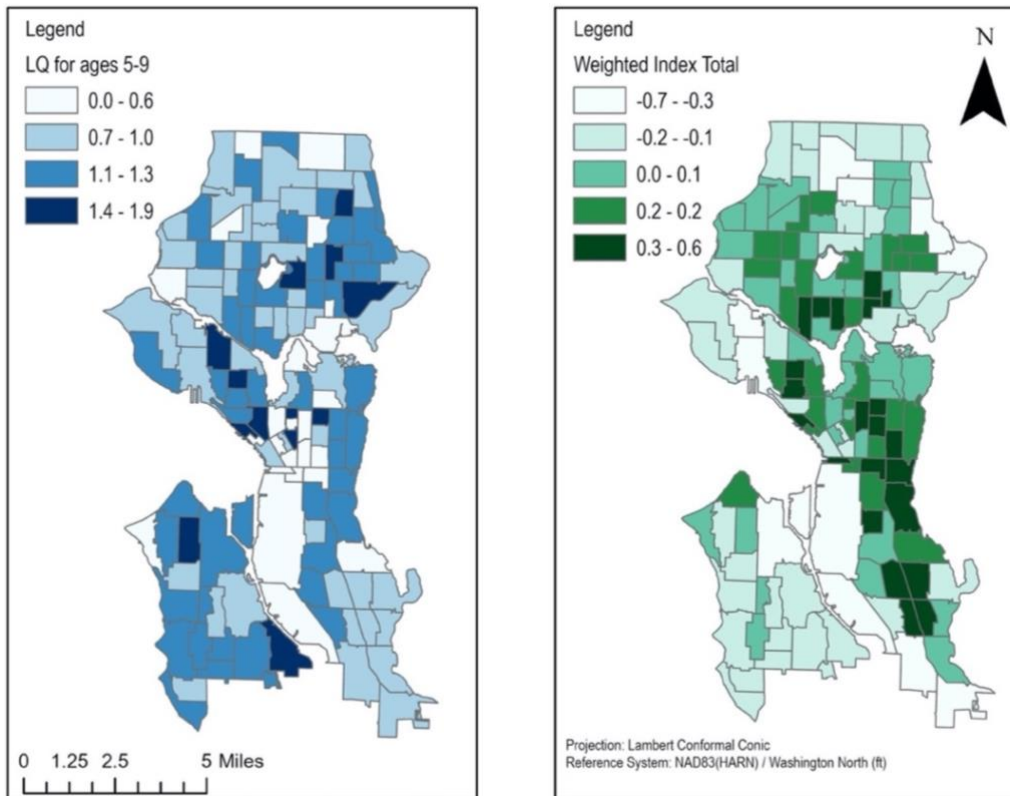 Legend
LQ for ages 5-9
0.0 - 0.6
0.7 - 1.0
1.1 - 1.3
1.4 - 1.9
0 1.25 2.5 5 Miles
Legend
Weighted Index Total
-0.7 - -0.3
-0.2 - -0.1
0.0 - 0.1
0.2 - 0.2
0.3 - 0.6
N
Projection: Lambert Conformal Conic
Reference System: NAD83(HARN) / Washington North (ft)